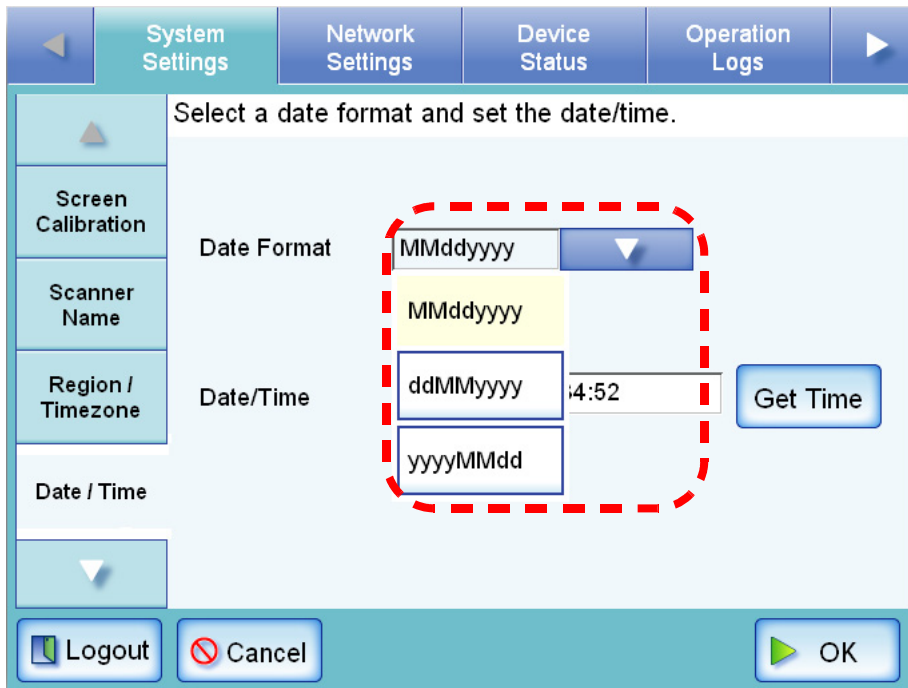 System Settings
Network Settings
Device Status
Operation Logs
Select a date format and set the date/time.
Screen Calibration
Scanner Name
Region / Timezone
Date / Time
Date Format
MMddyyyy
MMddyyyy
ddMMyyyy
yyyyMMdd
Date/Time
4:52
Get Time
Logout
Cancel
OK